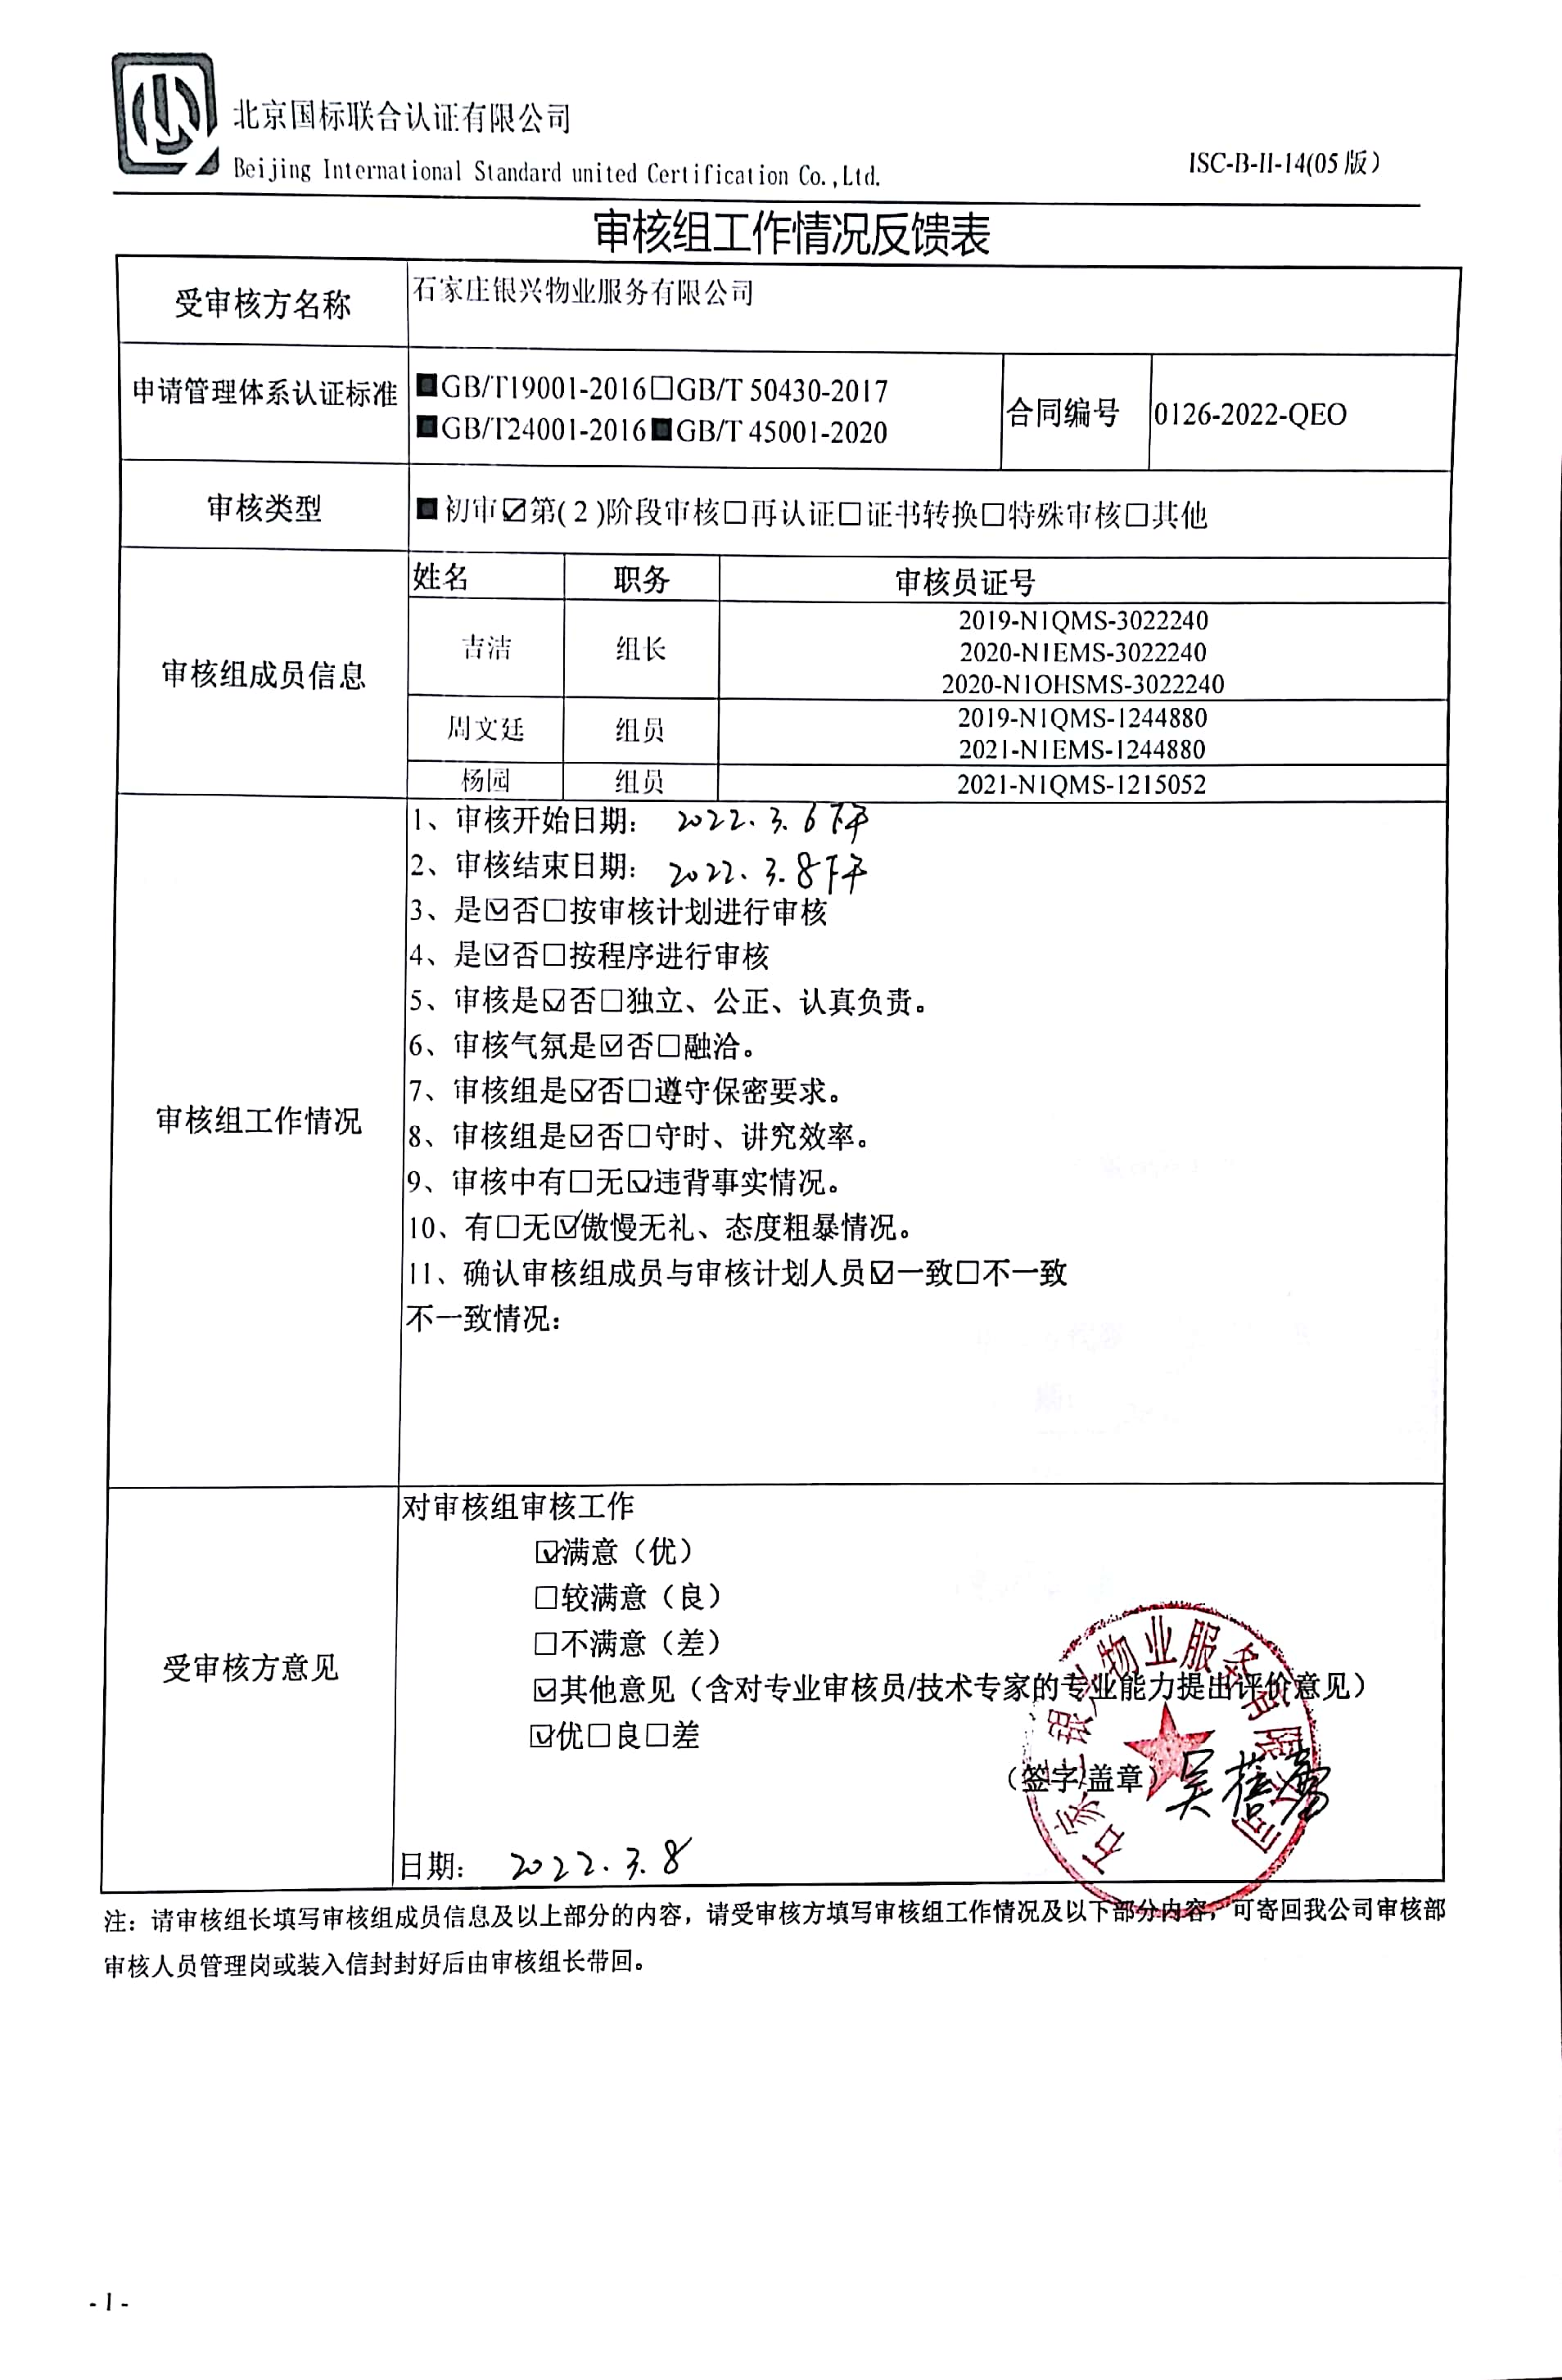 北京国标联合认证有限公司
Beijing International Standard united Certification Co.,Ltd.
ISC-B-II-14(05版)
审核组工作情况反馈表
受审核方名称
石家庄银兴物业服务有限公司
申请管理体系认证标准
■GB/T19001-2016□GB/T 50430-2017
■GB/T24001-2016■GB/T 45001-2020
合同编号
0126-2022-QEO
审核类型
■初审☑第(2)阶段审核□再认证□证书转换□特殊审核□其他
审核组成员信息
姓名 职务 审核员证号
吉洁 组长
2019-N1QMS-3022240
2020-N1EMS-3022240
2020-N1OHSMS-3022240
周文廷 组员
2019-N1QMS-1244880
2021-N1EMS-1244880
杨园 组员 2021-N1QMS-1215052
审核组工作情况
1、审核开始日期: 2022.3.6下午
2、审核结束日期: 2022.3.8下午
3、是☑否□按审核计划进行审核
4、是☑否□按程序进行审核
5、审核是☑否□独立、公正、认真负责。
6、审核气氛是☑否□融洽。
7、审核组是☑否□遵守保密要求。
8、审核组是☑否□守时、讲究效率。
9、审核中有□无☑违背事实情况。
10、有□无☑傲慢无礼、态度粗暴情况。
11、确认审核组成员与审核计划人员☑一致□不一致
不一致情况:
受审核方意见
对审核组审核工作
☑满意（优）
□较满意（良）
□不满意（差）
☑其他意见（含对专业审核员/技术专家的专业能力提出评价意见）
☑优□良□差
（签字/盖章）吴
石家庄银兴物业服务有限公司
日期: 2022.3.8
注: 请审核组长填写审核组成员信息及以上部分的内容，请受审核方填写审核组工作情况及以下部分内容，可寄回我公司审核部
审核人员管理岗或装入信封封好后由审核组长带回。
- 1 -